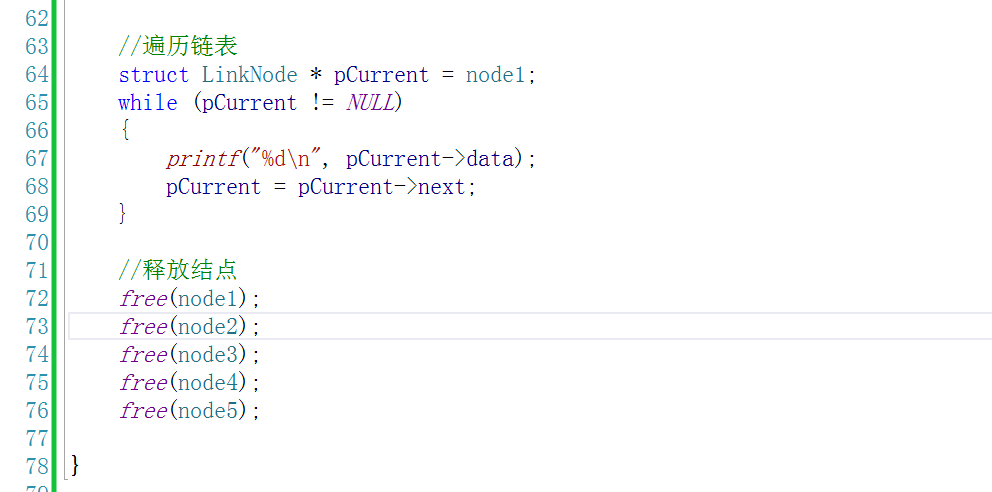 62
63 //遍历链表
64 struct LinkNode * pCurrent = node1;
65 while (pCurrent != NULL)
66 {
67 printf("%d\n", pCurrent->data);
68 pCurrent = pCurrent->next;
69 }
70
71 //释放结点
72 free(node1);
73 free(node2);
74 free(node3);
75 free(node4);
76 free(node5);
77
78 }